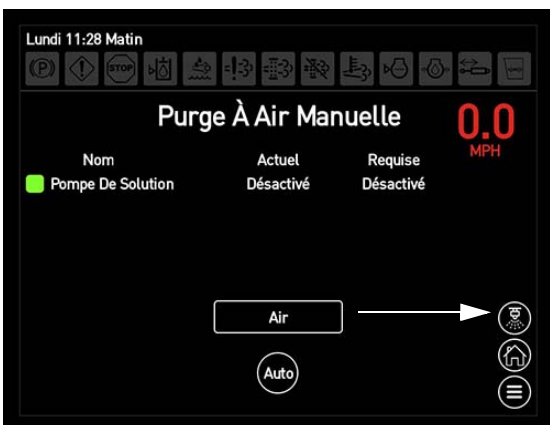 Lundi 11:28 Matin
P STOP
Purge À Air Manuelle
0.0
MPH
Nom Actuel Requise
Pompe De Solution Désactivé Désactivé
Air
Auto